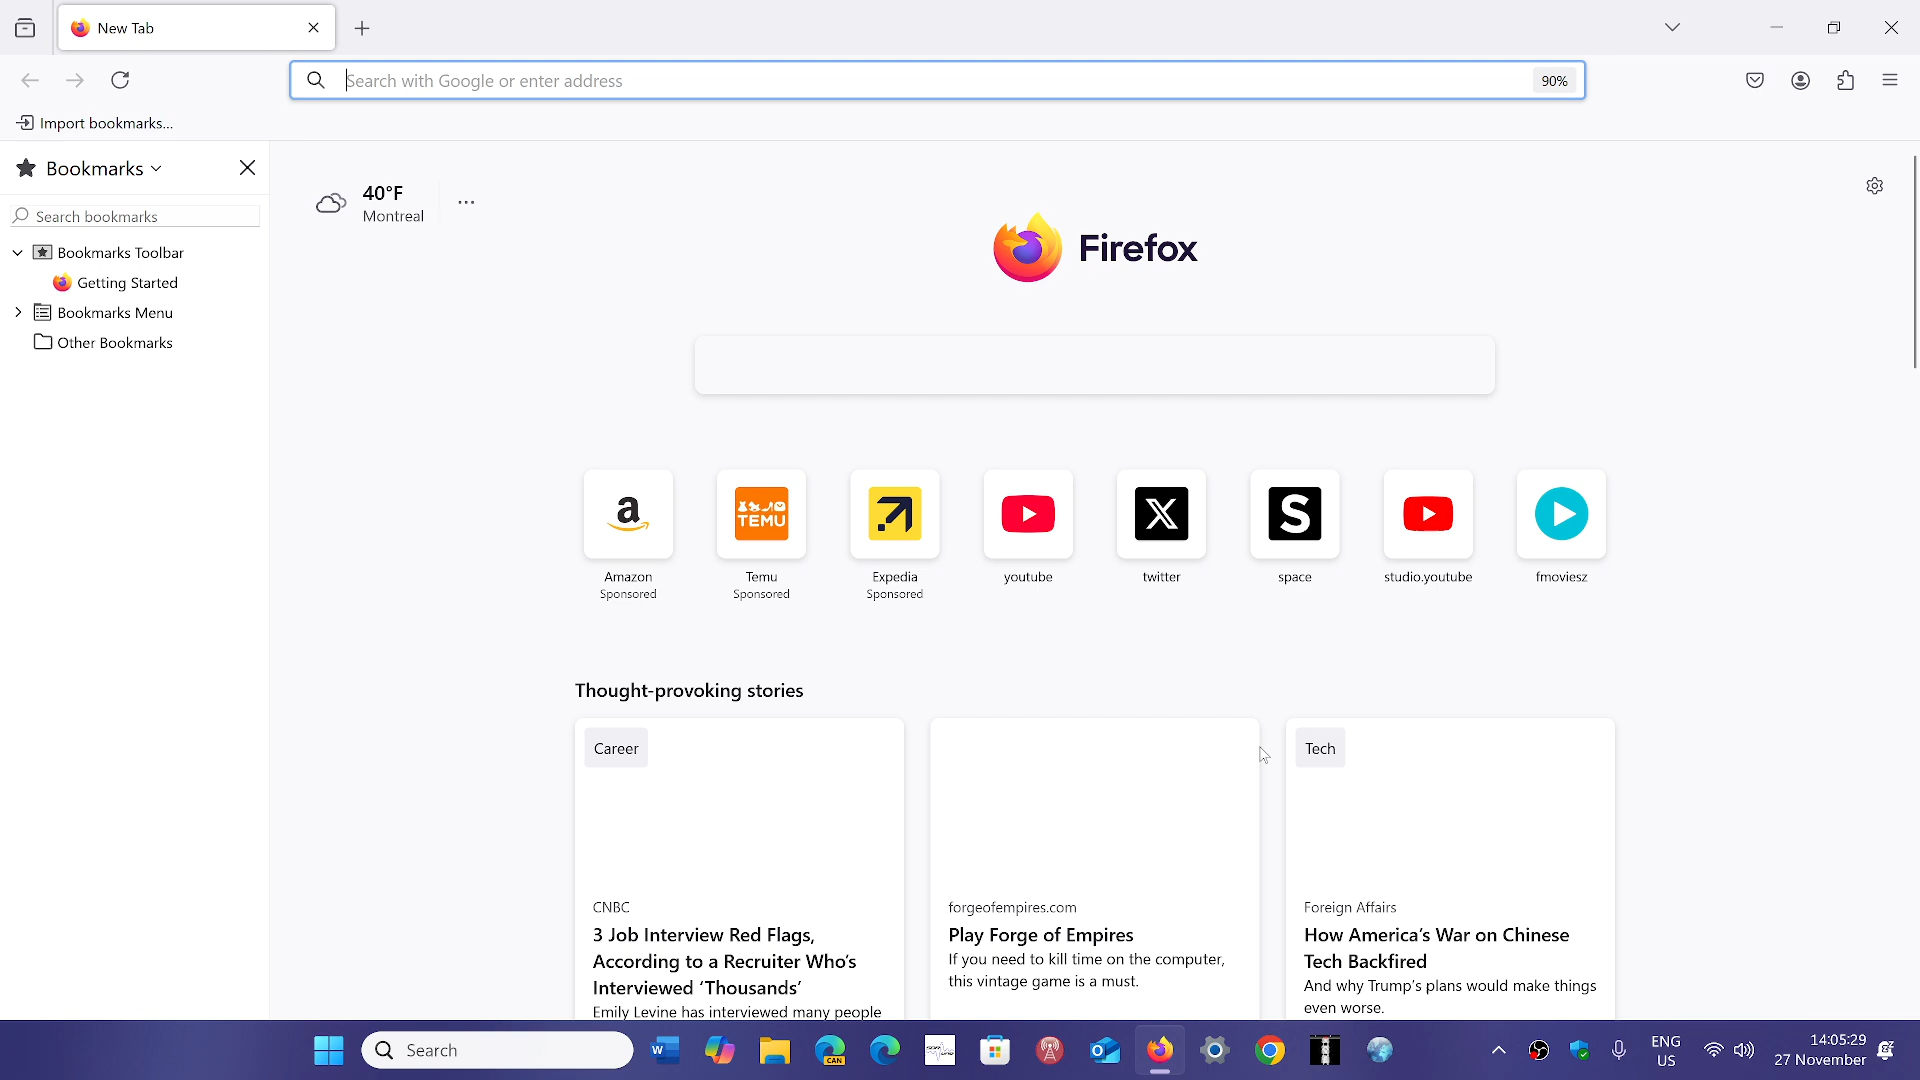 New Tab
Search with Google or enter address
90%
Import bookmarks...
Bookmarks
Search bookmarks
Bookmarks Toolbar
Getting Started
Bookmarks Menu
Other Bookmarks
40°F
Montreal
Firefox
a
TEMU
X
S
Amazon
Sponsored
Temu
Sponsored
Expedia
Sponsored
youtube
twitter
space
studio.youtube
fmoviesz
Thought-provoking stories
Career
CNBC
3 Job Interview Red Flags,
According to a Recruiter Who's
Interviewed 'Thousands'
Emily Levine has interviewed many people
forgeofempires.com
Play Forge of Empires
If you need to kill time on the computer,
this vintage game is a must.
Tech
Foreign Affairs
How America's War on Chinese
Tech Backfired
And why Trump's plans would make things
even worse.
Search
W
CAN
ENG
US
14:05:29
27 November